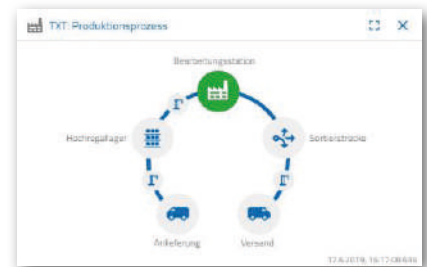 TXT: Produktionsprozess
Bearbeitungsstation
Hochregallager
Sortierstrecke
Anlieferung
Versand